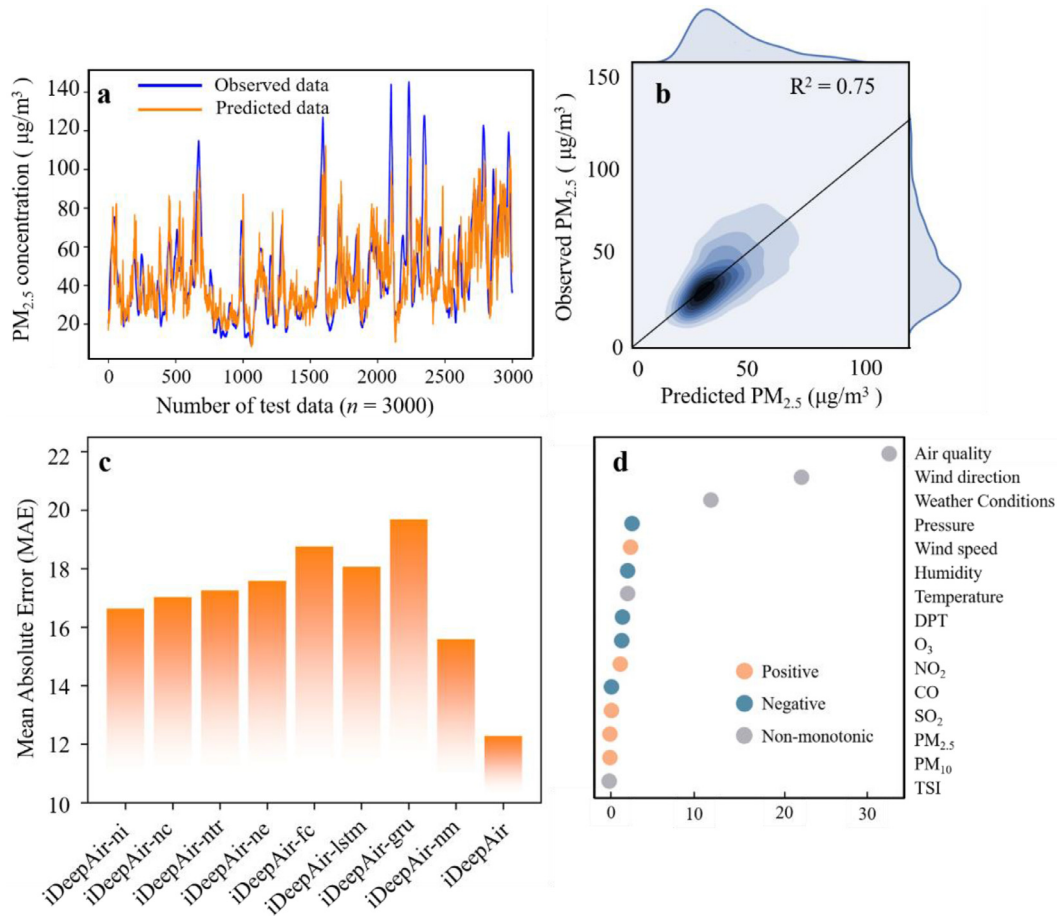 a
Observed data
Predicted data
PM2.5 concentration ( μg/m³ )
140
120
100
80
60
40
20
0
500
1000
1500
2000
2500
3000
Number of test data (n = 3000)
b
R² = 0.75
Observed PM2.5 (μg/m³ )
150
100
50
0
0
50
100
Predicted PM2.5 (μg/m³ )
c
Mean Absolute Error (MAE)
22
20
18
16
14
12
10
iDeepAir-ni
iDeepAir-nc
iDeepAir-ntr
iDeepAir-ne
iDeepAir-fc
iDeepAir-lstm
iDeepAir-gru
iDeepAir-nm
iDeepAir
d
Air quality
Wind direction
Weather Conditions
Pressure
Wind speed
Humidity
Temperature
DPT
O3
NO2
CO
SO2
PM2.5
PM10
TSI
Positive
Negative
Non-monotonic
0
10
20
30